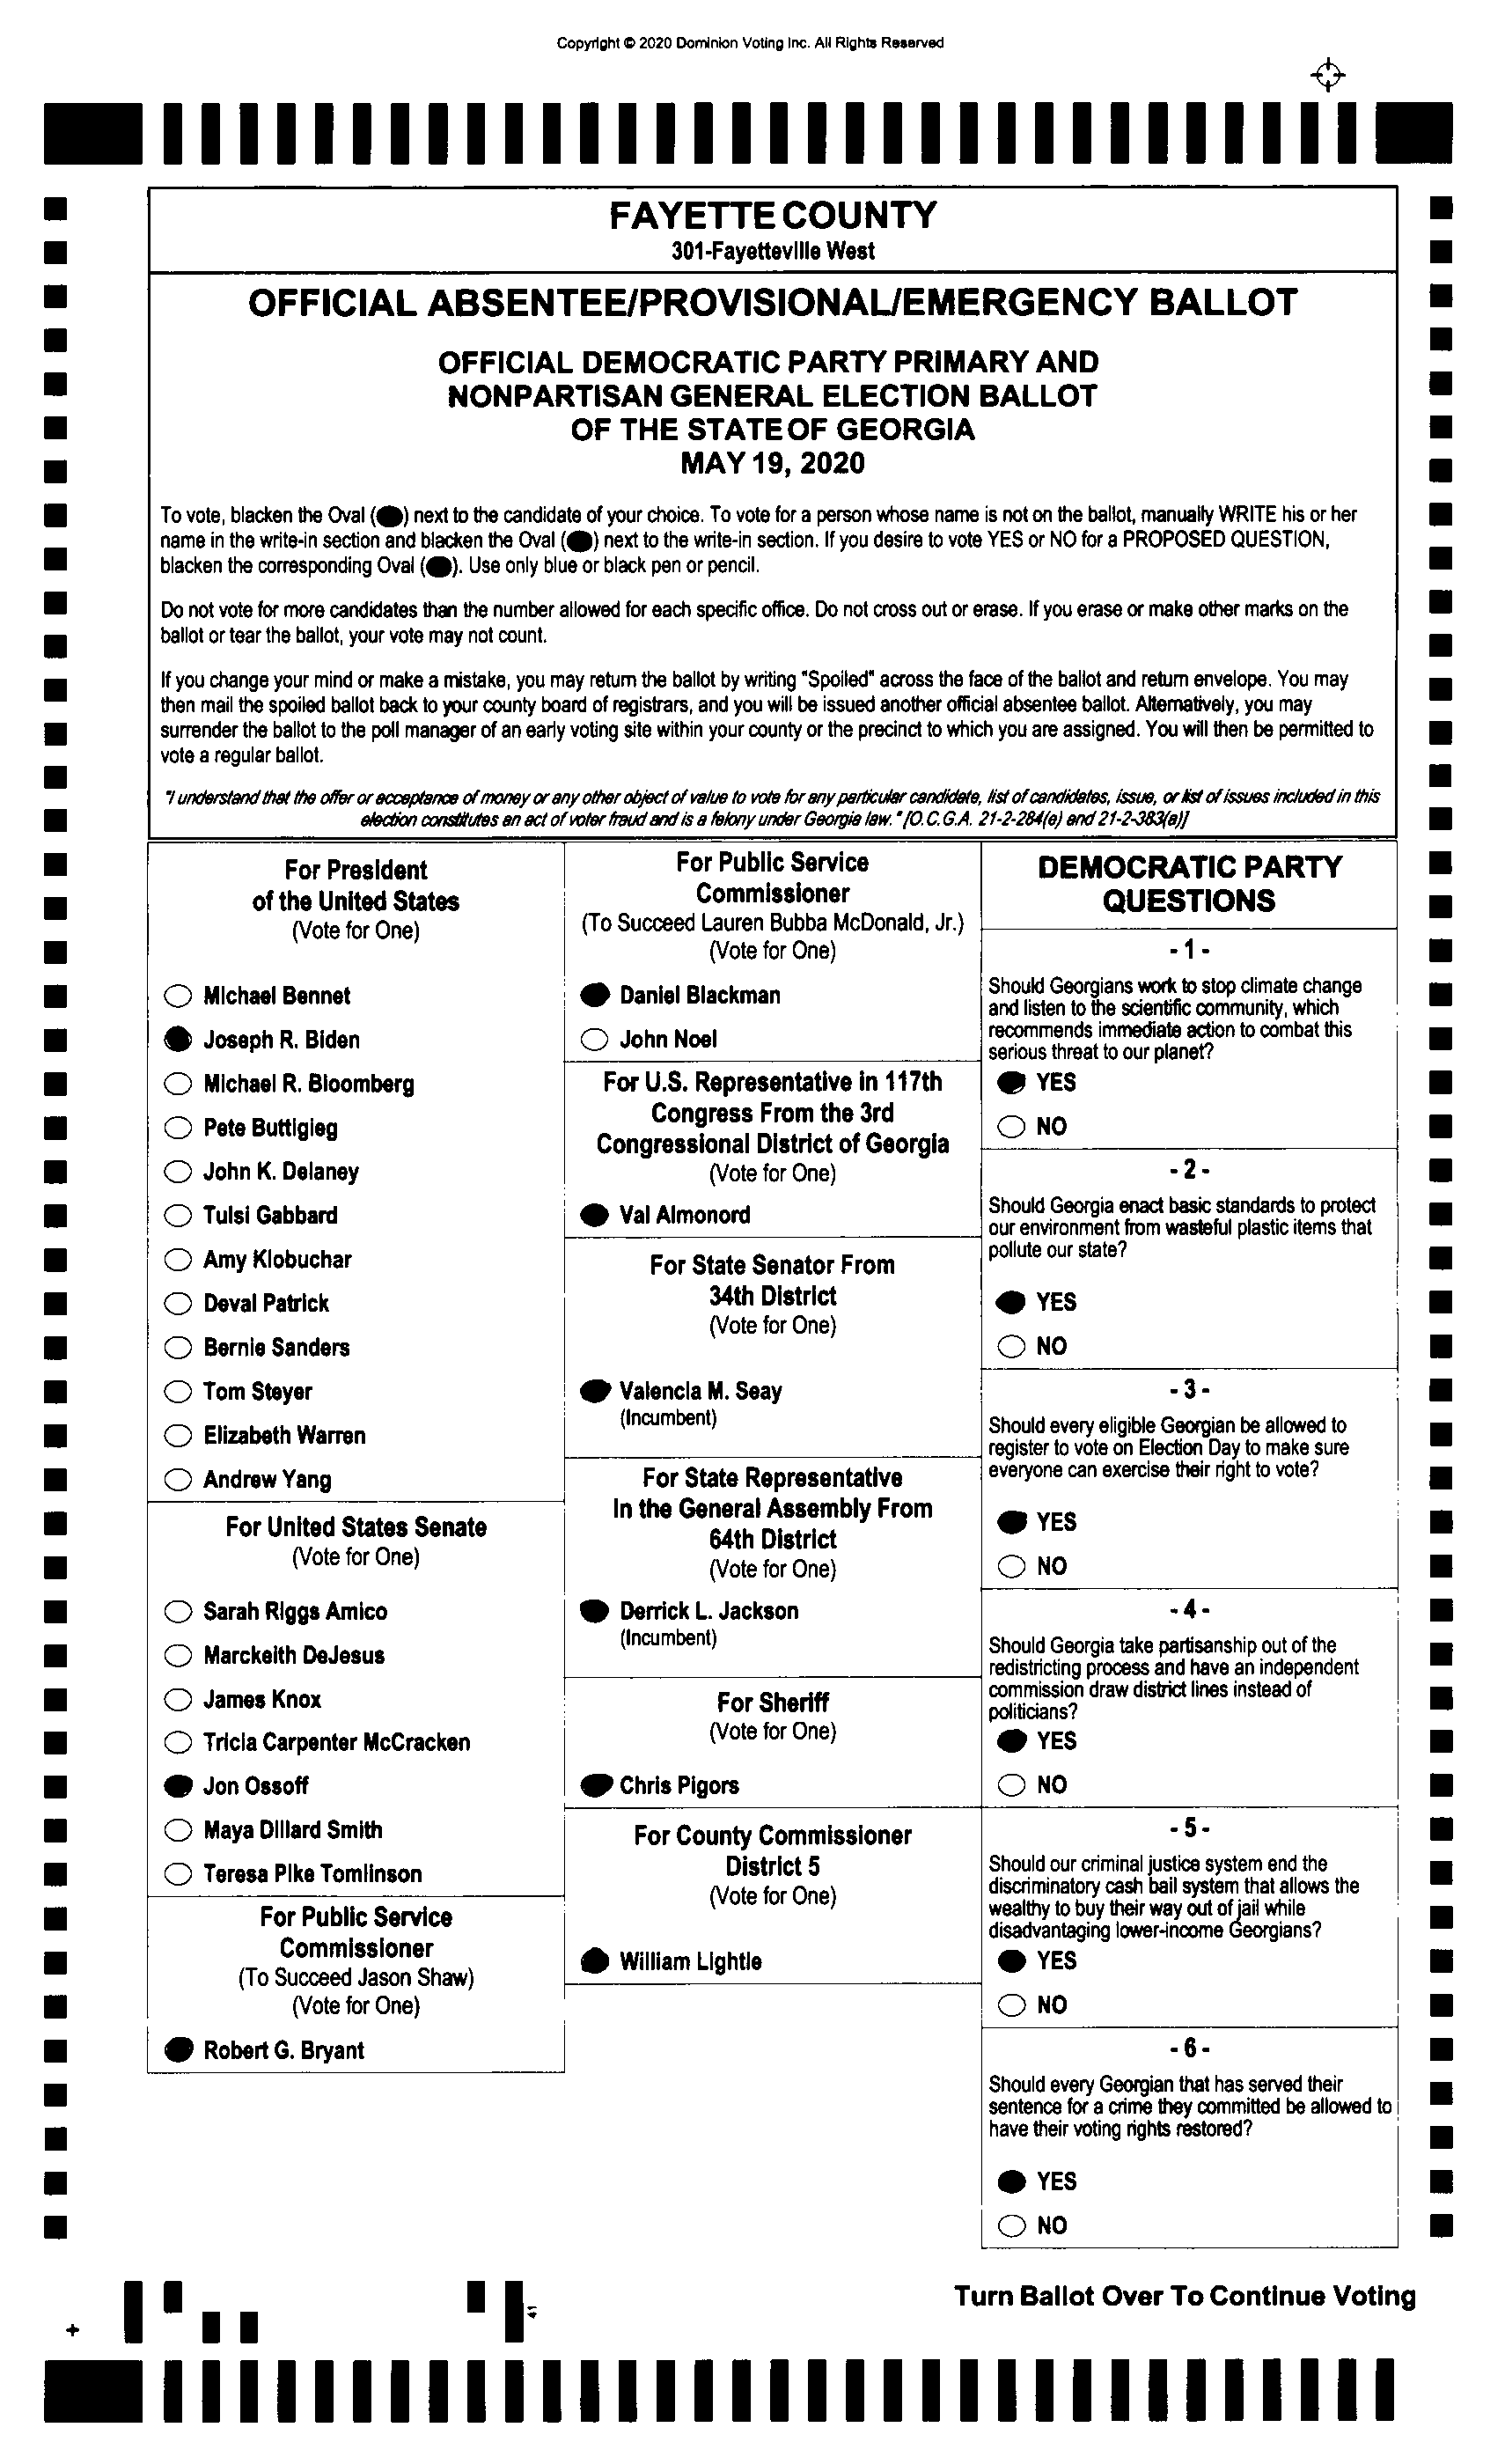 Copyright © 2020 Dominion Voting Inc. All Rights Reserved
FAYETTE COUNTY
301-Fayetteville West
OFFICIAL ABSENTEE/PROVISIONAL/EMERGENCY BALLOT
OFFICIAL DEMOCRATIC PARTY PRIMARY AND
NONPARTISAN GENERAL ELECTION BALLOT
OF THE STATE OF GEORGIA
MAY 19, 2020
To vote, blacken the Oval ( ) next to the candidate of your choice. To vote for a person whose name is not on the ballot, manually WRITE his or her
name in the write-in section and blacken the Oval ( ) next to the write-in section. If you desire to vote YES or NO for a PROPOSED QUESTION,
blacken the corresponding Oval ( ). Use only blue or black pen or pencil.
Do not vote for more candidates than the number allowed for each specific office. Do not cross out or erase. If you erase or make other marks on the
ballot or tear the ballot, your vote may not count.
If you change your mind or make a mistake, you may return the ballot by writing "Spoiled" across the face of the ballot and return envelope. You may
then mail the spoiled ballot back to your county board of registrars, and you will be issued another official absentee ballot. Alternatively, you may
surrender the ballot to the poll manager of an early voting site within your county or the precinct to which you are assigned. You will then be permitted to
vote a regular ballot.
"I understand that the offer or acceptance of money or any other object of value to vote for any particular candidate, list of candidates, issue, or list of issues included in this
election constitutes an act of voter fraud and is a felony under Georgia law." [O.C.G.A. 21-2-284(e) and 21-2-383(a)]
For President
of the United States
(Vote for One)
Michael Bennet
Joseph R. Biden
Michael R. Bloomberg
Pete Buttigieg
John K. Delaney
Tulsi Gabbard
Amy Klobuchar
Deval Patrick
Bernie Sanders
Tom Steyer
Elizabeth Warren
Andrew Yang
For United States Senate
(Vote for One)
Sarah Riggs Amico
Marckeith DeJesus
James Knox
Tricia Carpenter McCracken
Jon Ossoff
Maya Dillard Smith
Teresa Pike Tomlinson
For Public Service
Commissioner
(To Succeed Jason Shaw)
(Vote for One)
Robert G. Bryant
For Public Service
Commissioner
(To Succeed Lauren Bubba McDonald, Jr.)
(Vote for One)
Daniel Blackman
John Noel
For U.S. Representative in 117th
Congress From the 3rd
Congressional District of Georgia
(Vote for One)
Val Almonord
For State Senator From
34th District
(Vote for One)
Valencia M. Seay
(Incumbent)
For State Representative
In the General Assembly From
64th District
(Vote for One)
Derrick L. Jackson
(Incumbent)
For Sheriff
(Vote for One)
Chris Pigors
For County Commissioner
District 5
(Vote for One)
William Lightle
DEMOCRATIC PARTY
QUESTIONS
- 1 -
Should Georgians work to stop climate change
and listen to the scientific community, which
recommends immediate action to combat this
serious threat to our planet?
YES
NO
- 2 -
Should Georgia enact basic standards to protect
our environment from wasteful plastic items that
pollute our state?
YES
NO
- 3 -
Should every eligible Georgian be allowed to
register to vote on Election Day to make sure
everyone can exercise their right to vote?
YES
NO
- 4 -
Should Georgia take partisanship out of the
redistricting process and have an independent
commission draw district lines instead of
politicians?
YES
NO
- 5 -
Should our criminal justice system end the
discriminatory cash bail system that allows the
wealthy to buy their way out of jail while
disadvantaging lower-income Georgians?
YES
NO
- 6 -
Should every Georgian that has served their
sentence for a crime they committed be allowed to
have their voting rights restored?
YES
NO
Turn Ballot Over To Continue Voting